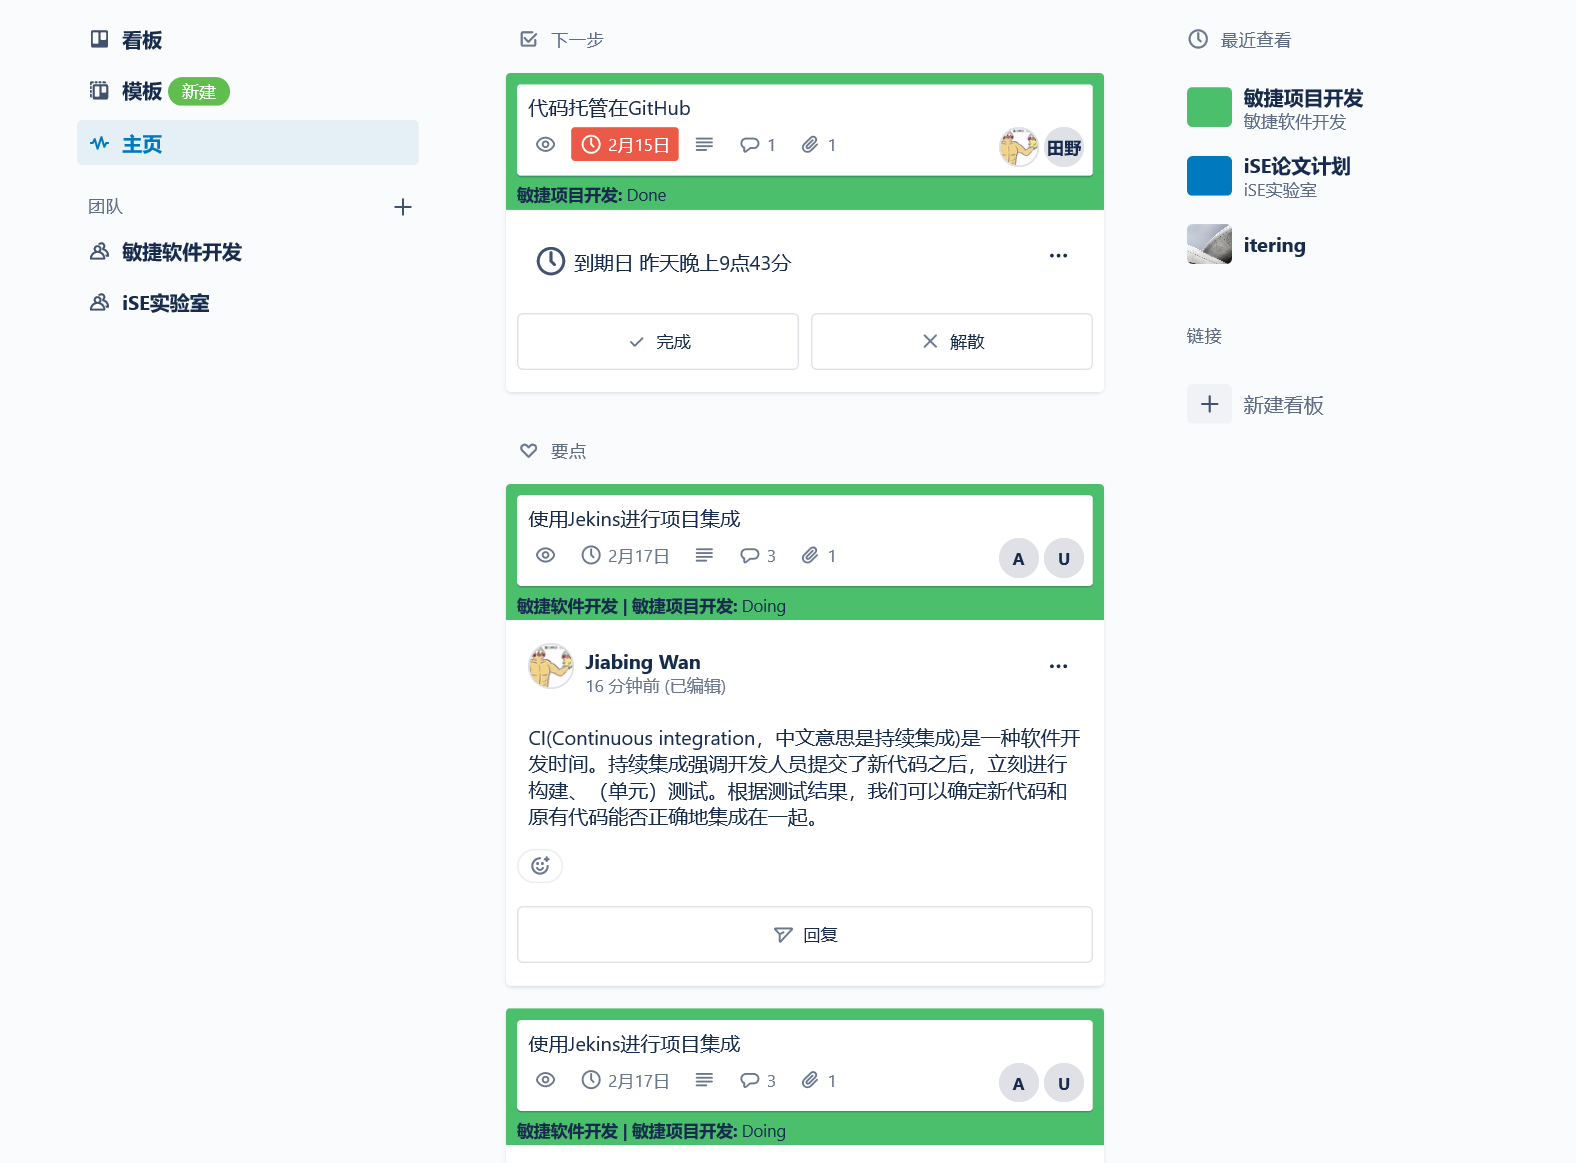 看板
模板 新建
主页
团队
敏捷软件开发
iSE实验室
下一步
代码托管在GitHub
2月15日 1 1 田野
敏捷项目开发: Done
到期日 昨天晚上9点43分
完成
解散
要点
使用Jekins进行项目集成
2月17日 3 1 A U
敏捷软件开发 | 敏捷项目开发: Doing
Jiabing Wan
16 分钟前 (已编辑)
CI(Continuous integration，中文意思是持续集成)是一种软件开
发时间。持续集成强调开发人员提交了新代码之后，立刻进行
构建、（单元）测试。根据测试结果，我们可以确定新代码和
原有代码能否正确地集成在一起。
回复
使用Jekins进行项目集成
2月17日 3 1 A U
敏捷软件开发 | 敏捷项目开发: Doing
最近查看
敏捷项目开发
敏捷软件开发
iSE论文计划
iSE实验室
itering
链接
新建看板